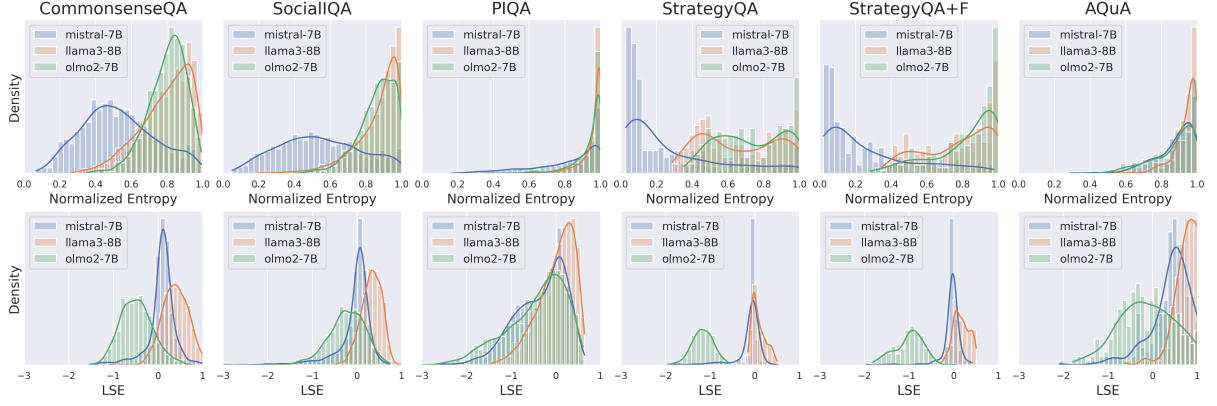 CommonsenseQA SocialIQA PIQA StrategyQA StrategyQA+F AQuA
mistral-7B mistral-7B mistral-7B mistral-7B mistral-7B mistral-7B
llama3-8B llama3-8B llama3-8B llama3-8B llama3-8B llama3-8B
olmo2-7B olmo2-7B olmo2-7B olmo2-7B olmo2-7B olmo2-7B
Density
0.0 0.2 0.4 0.6 0.8 1.0 0.0 0.2 0.4 0.6 0.8 1.0 0.0 0.2 0.4 0.6 0.8 1.0 0.0 0.2 0.4 0.6 0.8 1.0 0.0 0.2 0.4 0.6 0.8 1.0 0.0 0.2 0.4 0.6 0.8 1.0
Normalized Entropy Normalized Entropy Normalized Entropy Normalized Entropy Normalized Entropy Normalized Entropy
mistral-7B mistral-7B mistral-7B mistral-7B mistral-7B mistral-7B
llama3-8B llama3-8B llama3-8B llama3-8B llama3-8B llama3-8B
olmo2-7B olmo2-7B olmo2-7B olmo2-7B olmo2-7B olmo2-7B
Density
−3 −2 −1 0 1 −3 −2 −1 0 1 −3 −2 −1 0 1 −3 −2 −1 0 1 −3 −2 −1 0 1 −3 −2 −1 0 1
LSE LSE LSE LSE LSE LSE